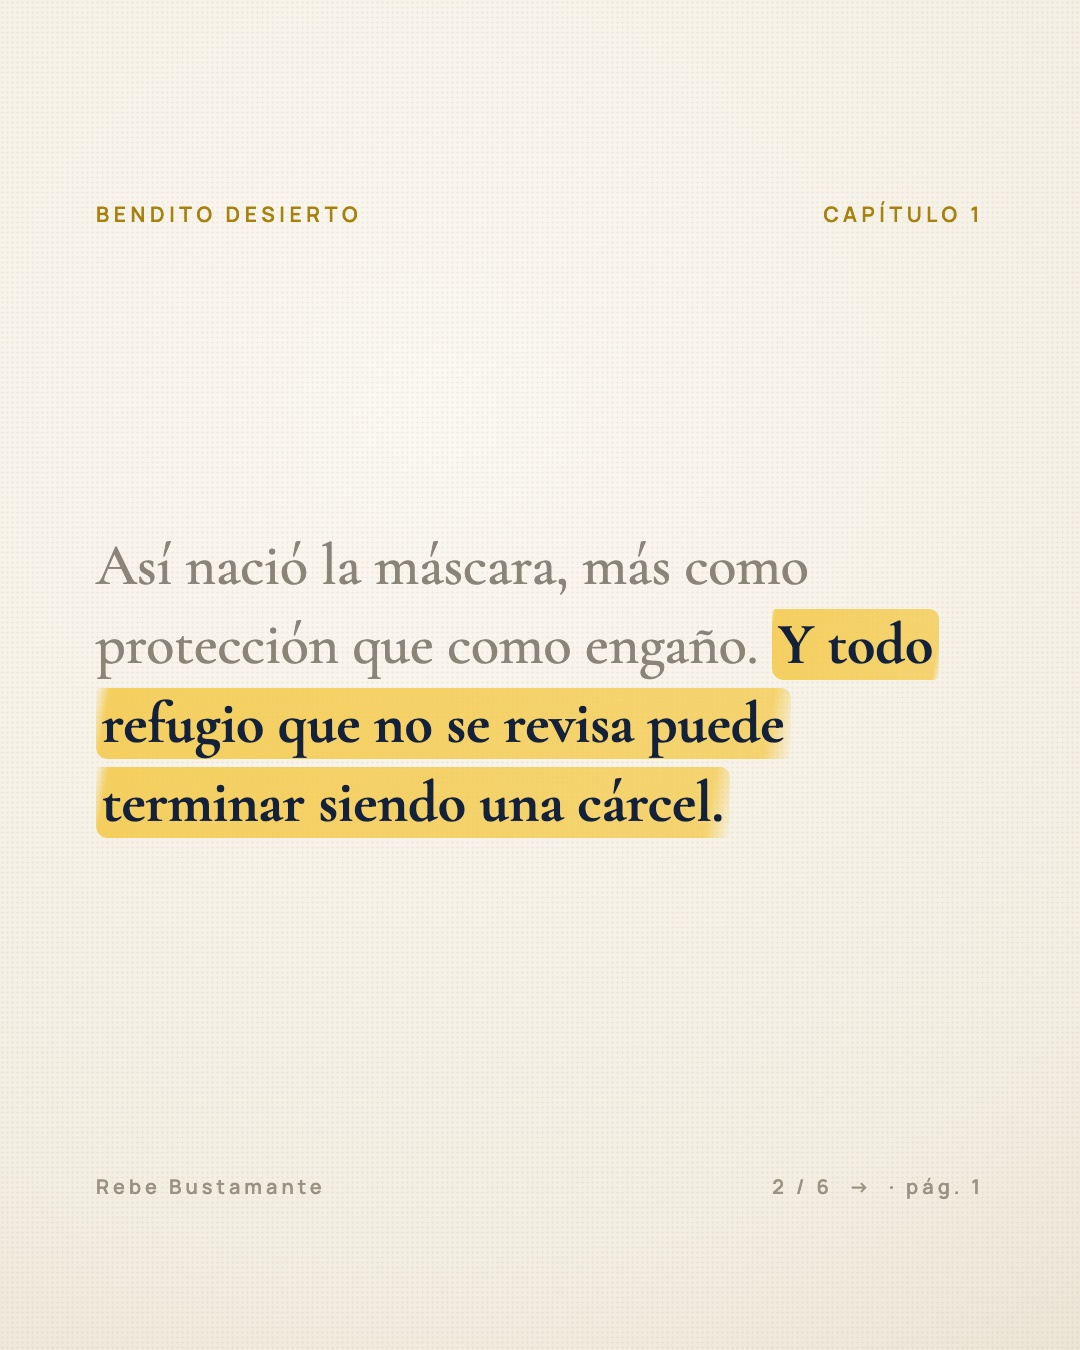 BENDITO DESIERTO
CAPÍTULO 1
Así nació la máscara, más como
protección que como engaño. Y todo
refugio que no se revisa puede
terminar siendo una cárcel.
Rebe Bustamante
2 / 6 → · pág. 1